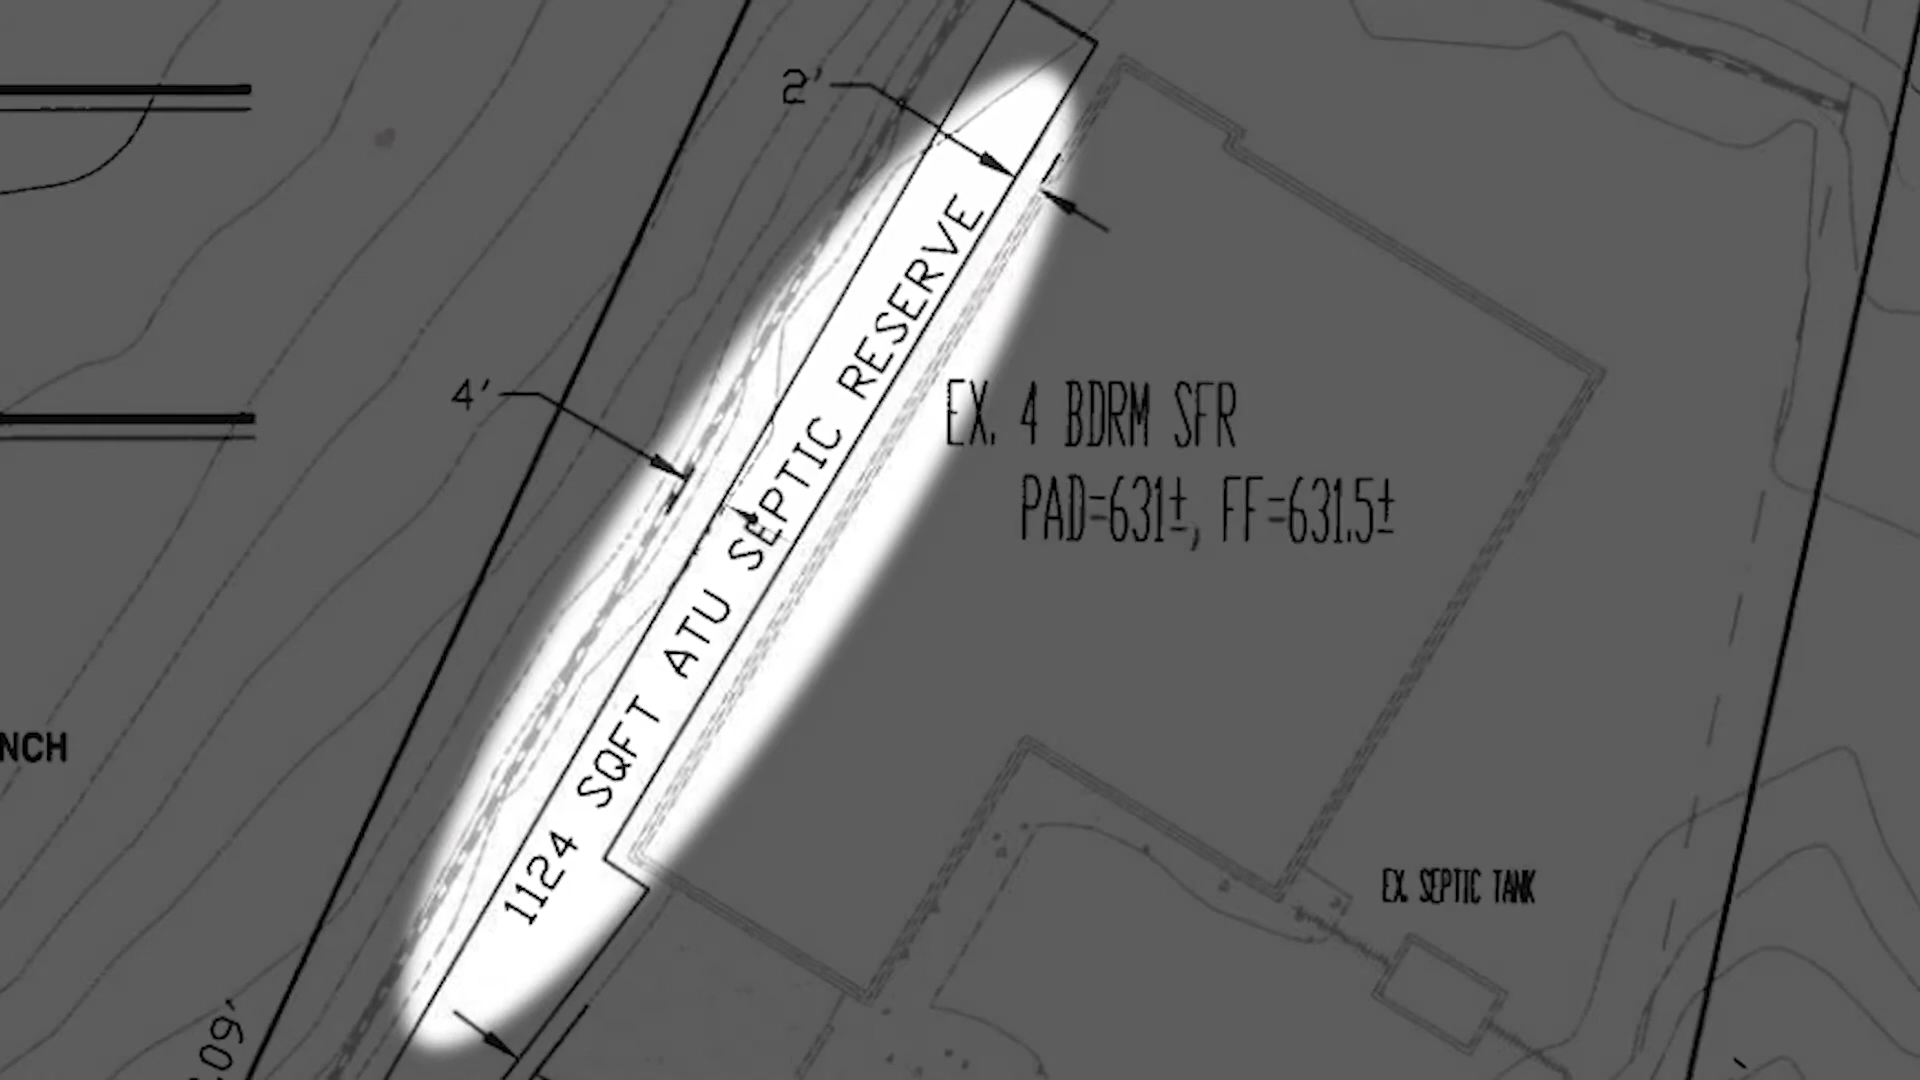 2'
4'
1124 SQFT ATU SEPTIC RESERVE
EX. 4 BDRM SFR
PAD=631±, FF=631.5±
NCH
EX. SEPTIC TANK
.09'